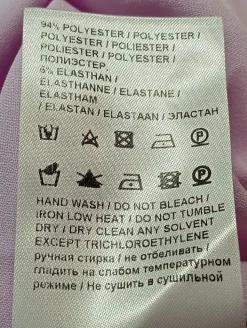 94% POLYESTER / POLYESTER /
POLYESTER / POLIESTER /
POLIESTER / POLYESTER /
ПОЛИЭСТЕР.
6% ELASTHAN /
ELASTHANNE / ELASTANE /
ELASTHAM
/ ELASTAN / ELASTAAN / ЭЛАСТАН
HAND WASH / DO NOT BLEACH /
IRON LOW HEAT / DO NOT TUMBLE
DRY / DRY CLEAN ANY SOLVENT
EXCEPT TRICHLOROETHYLENE
ручная стирка / не отбеливать /
гладить на слабом температурном
режиме / Не сушить в сушильной